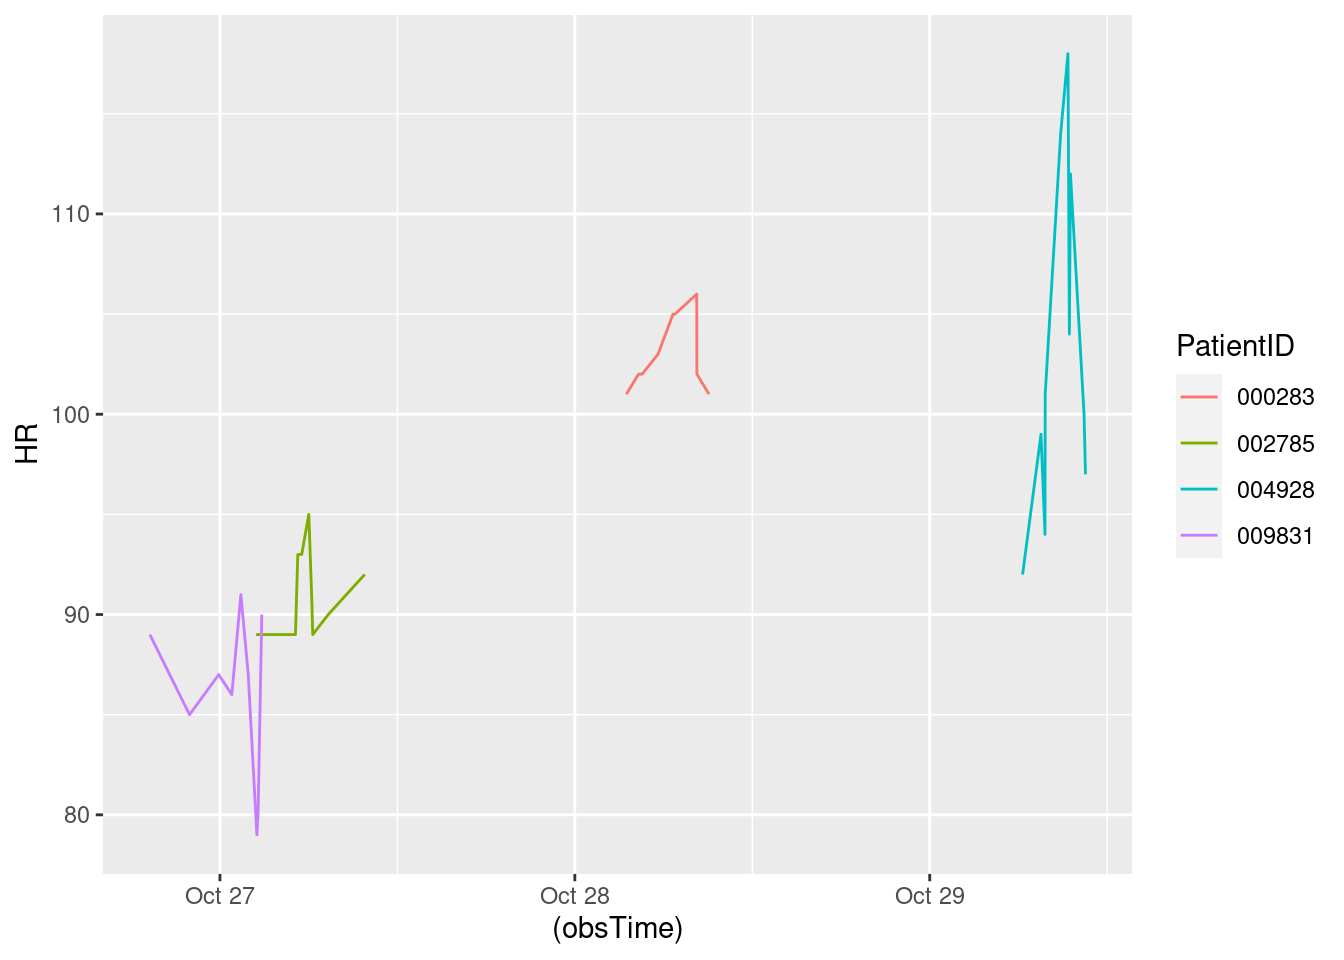 110
100
90
80
HR
Oct 27
Oct 28
Oct 29
(obsTime)
PatientID
000283
002785
004928
009831